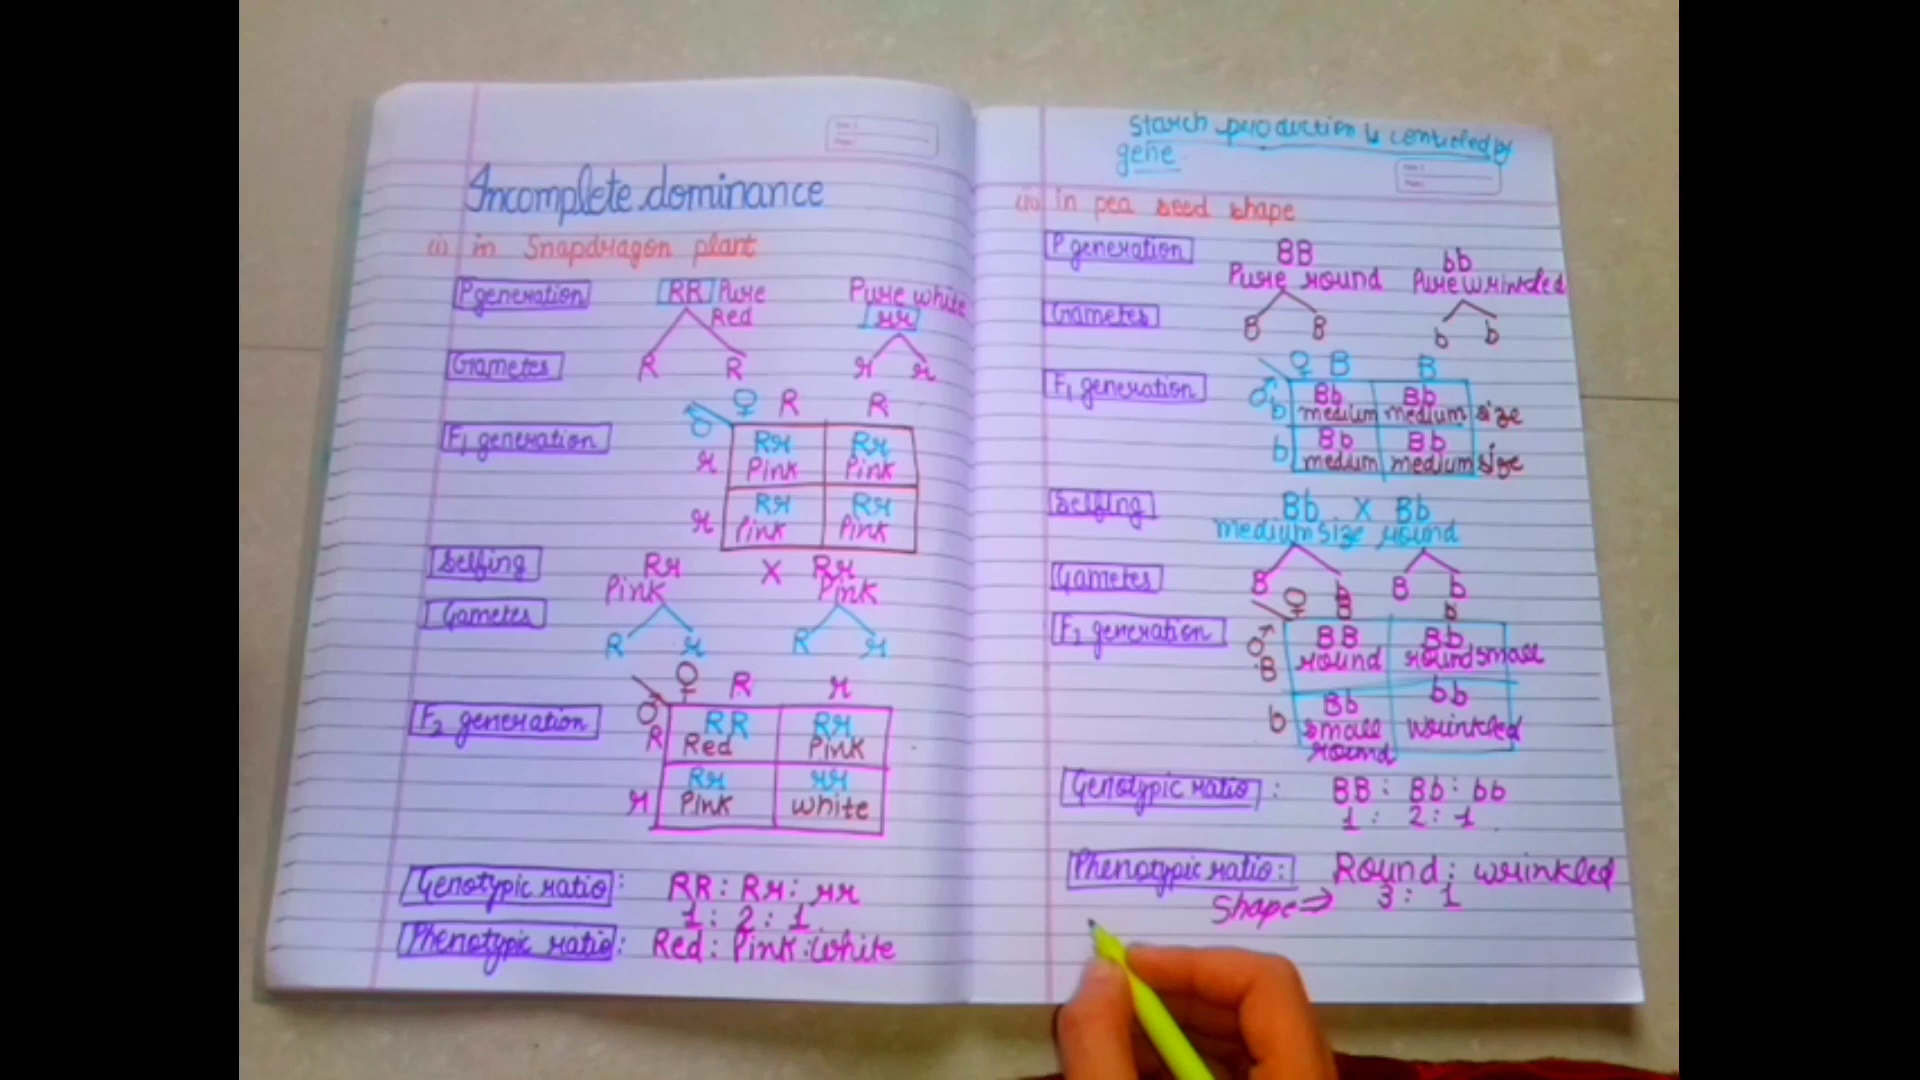 Incomplete dominance
(i) in Snapdragon plant
P generation RR Pure Red Pure white rr
Gametes R R r r
♀ R R
♂
F1 generation r Rr Pink Rr Pink
r Rr Pink Rr Pink
Selfing Rr Pink X Rr Pink
Gametes R r R r
♀ R r
♂
F2 generation R RR Red Rr Pink
r Rr Pink rr white
Genotypic ratio : RR : Rr : rr
1 : 2 : 1
Phenotypic ratio : Red : Pink : White
Starch production is controled by
gene
(ii) in pea seed shape
P generation BB bb
Pure round Pure wrinkled
Gametes B B b b
♀ B B
♂
F1 generation b Bb medium Bb medium size
b Bb medium Bb medium size
Selfing Bb X Bb
medium size round
Gametes B b B b
♀ B b
♂
F2 generation B BB round Bb round small
b Bb small round bb wrinkled
Genotypic ratio : BB : Bb : bb
1 : 2 : 1
Phenotypic ratio : Round : wrinkled
Shape ⇒ 3 : 1